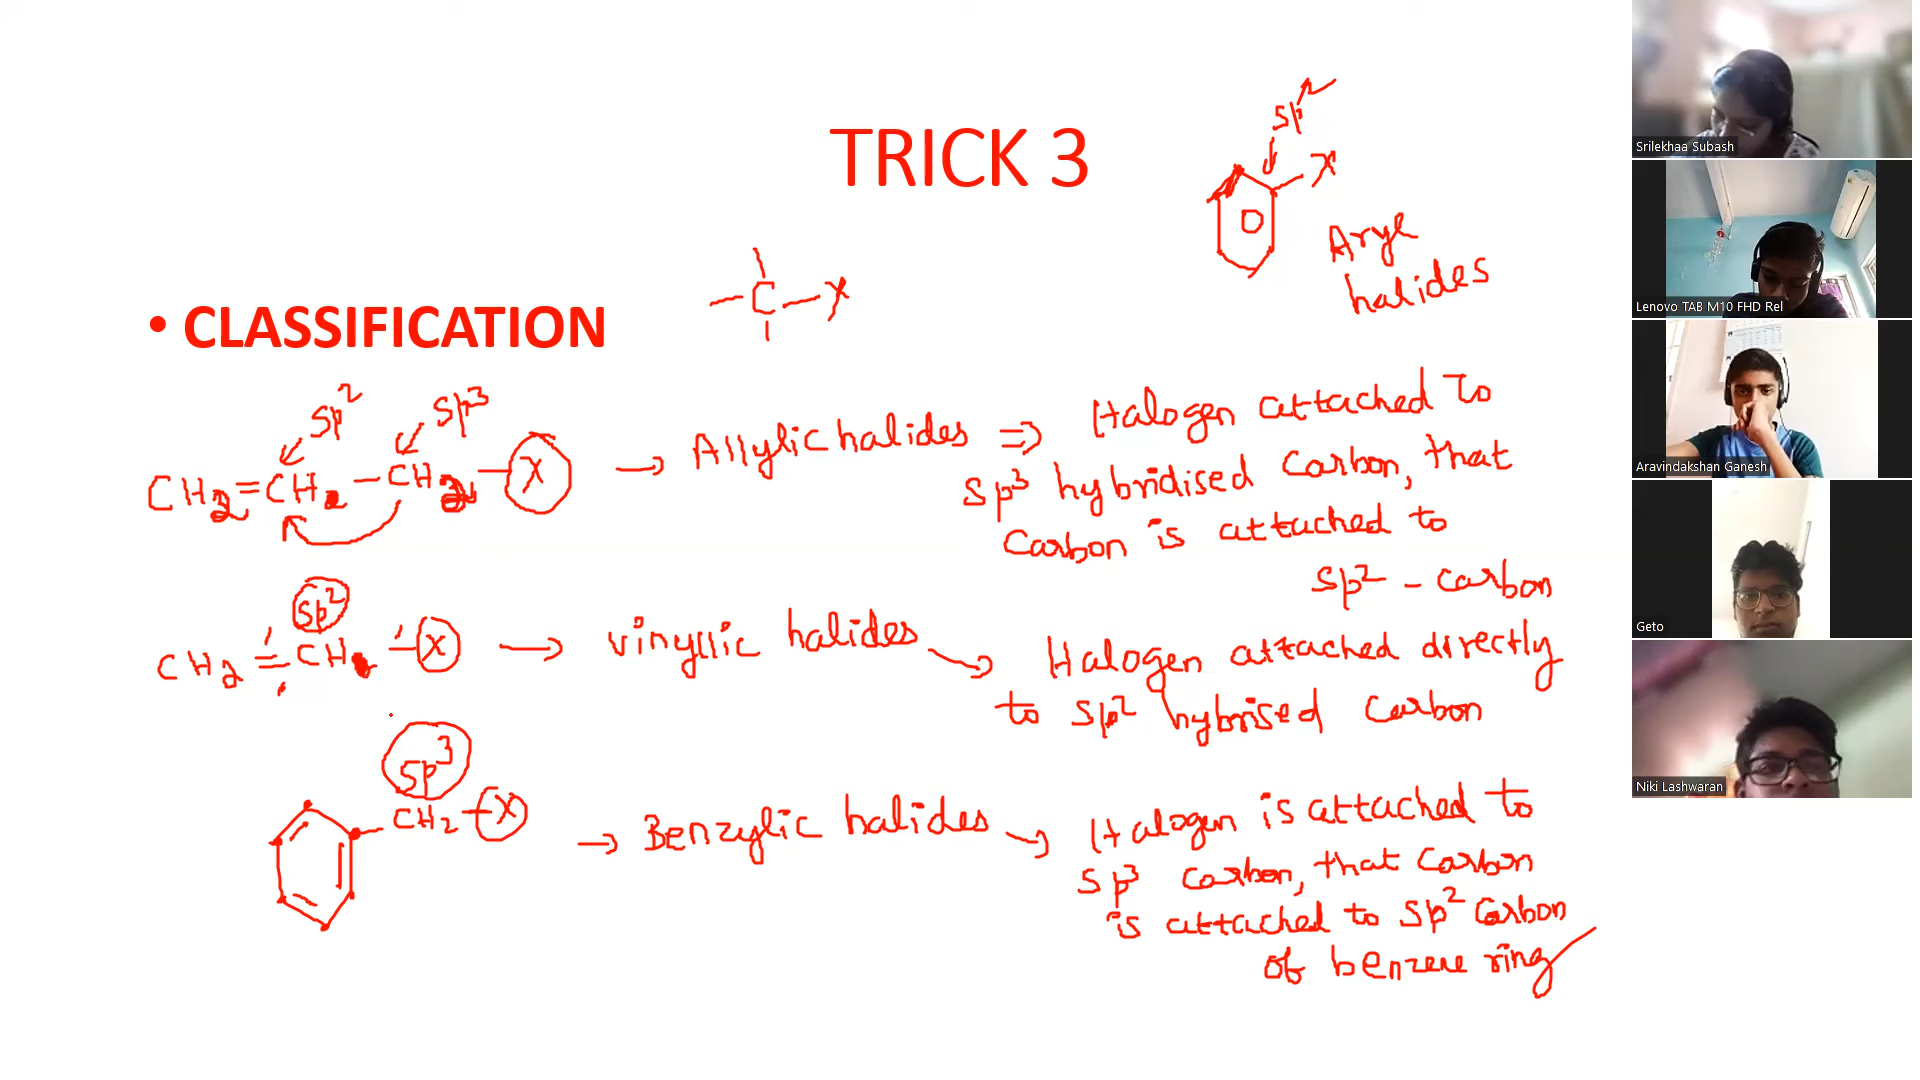 TRICK 3
sp2
X
Aryl
halides
C — X
• CLASSIFICATION
sp2 sp3
CH2=CH - CH2 - X → Allylic halides ⇒ Halogen attached to
sp3 hybridised carbon, that
carbon is attached to
sp2 - carbon
sp2
CH2 = CH - X → vinyllic halides → Halogen attached directly
to sp2 hybrised carbon
sp3
CH2 - X → Benzylic halides → Halogen is attached to
sp3 carbon, that carbon
is attached to sp2 carbon
of benzene ring
Srilekhaa Subash
Lenovo TAB M10 FHD Rel
Aravindakshan Ganesh
Geto
Niki Lashwaran